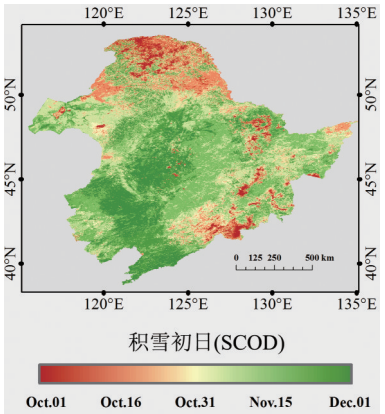 120°E 125°E 130°E 135°E
50°N 50°N
45°N 45°N
40°N 40°N
0 125 250 500 km
120°E 125°E 130°E 135°E
积雪初日(SCOD)
Oct.01 Oct.16 Oct.31 Nov.15 Dec.01